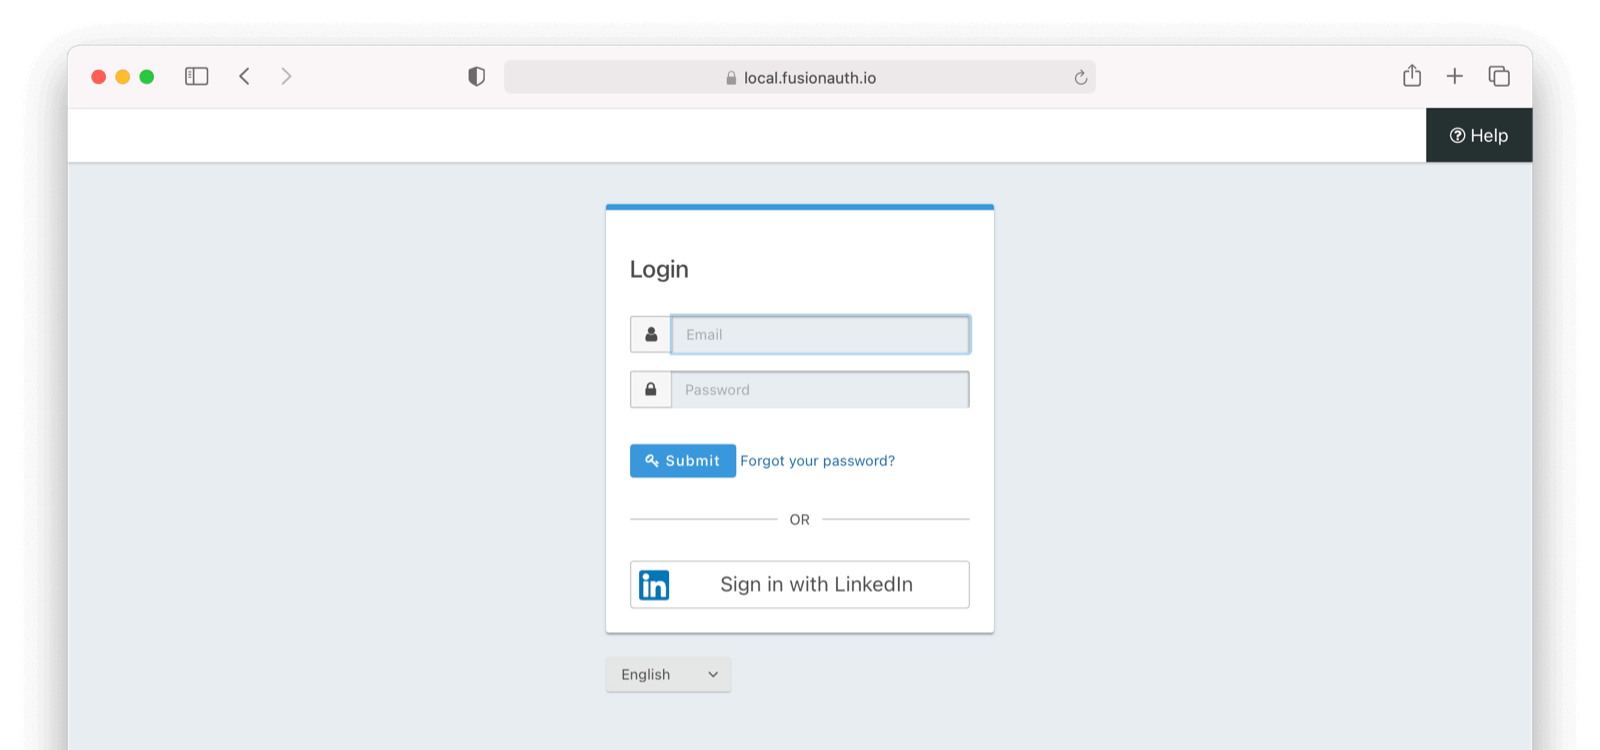 local.fusionauth.io
Help
Login
Email
Password
Submit Forgot your password?
OR
in Sign in with LinkedIn
English